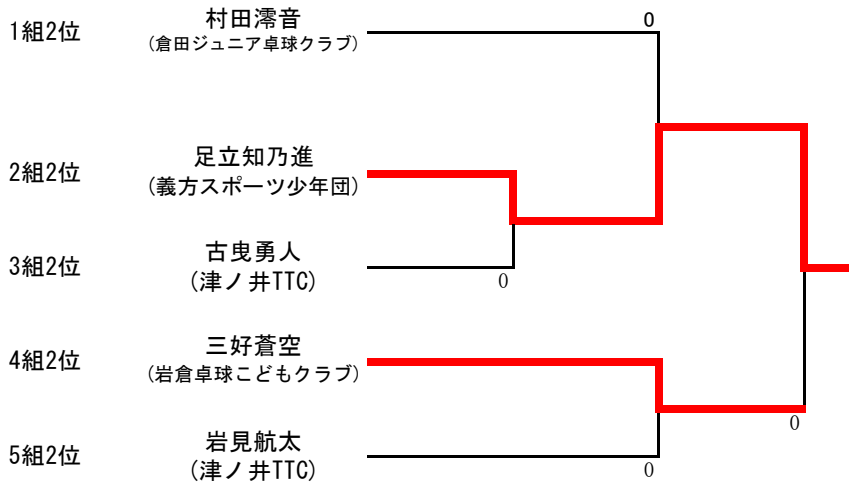 1組2位
村田澪音
(倉田ジュニア卓球クラブ)
0
2組2位
足立知乃進
(義方スポーツ少年団)
3組2位
古曳勇人
(津ノ井TTC)
0
4組2位
三好蒼空
(岩倉卓球こどもクラブ)
0
5組2位
岩見航太
(津ノ井TTC)
0